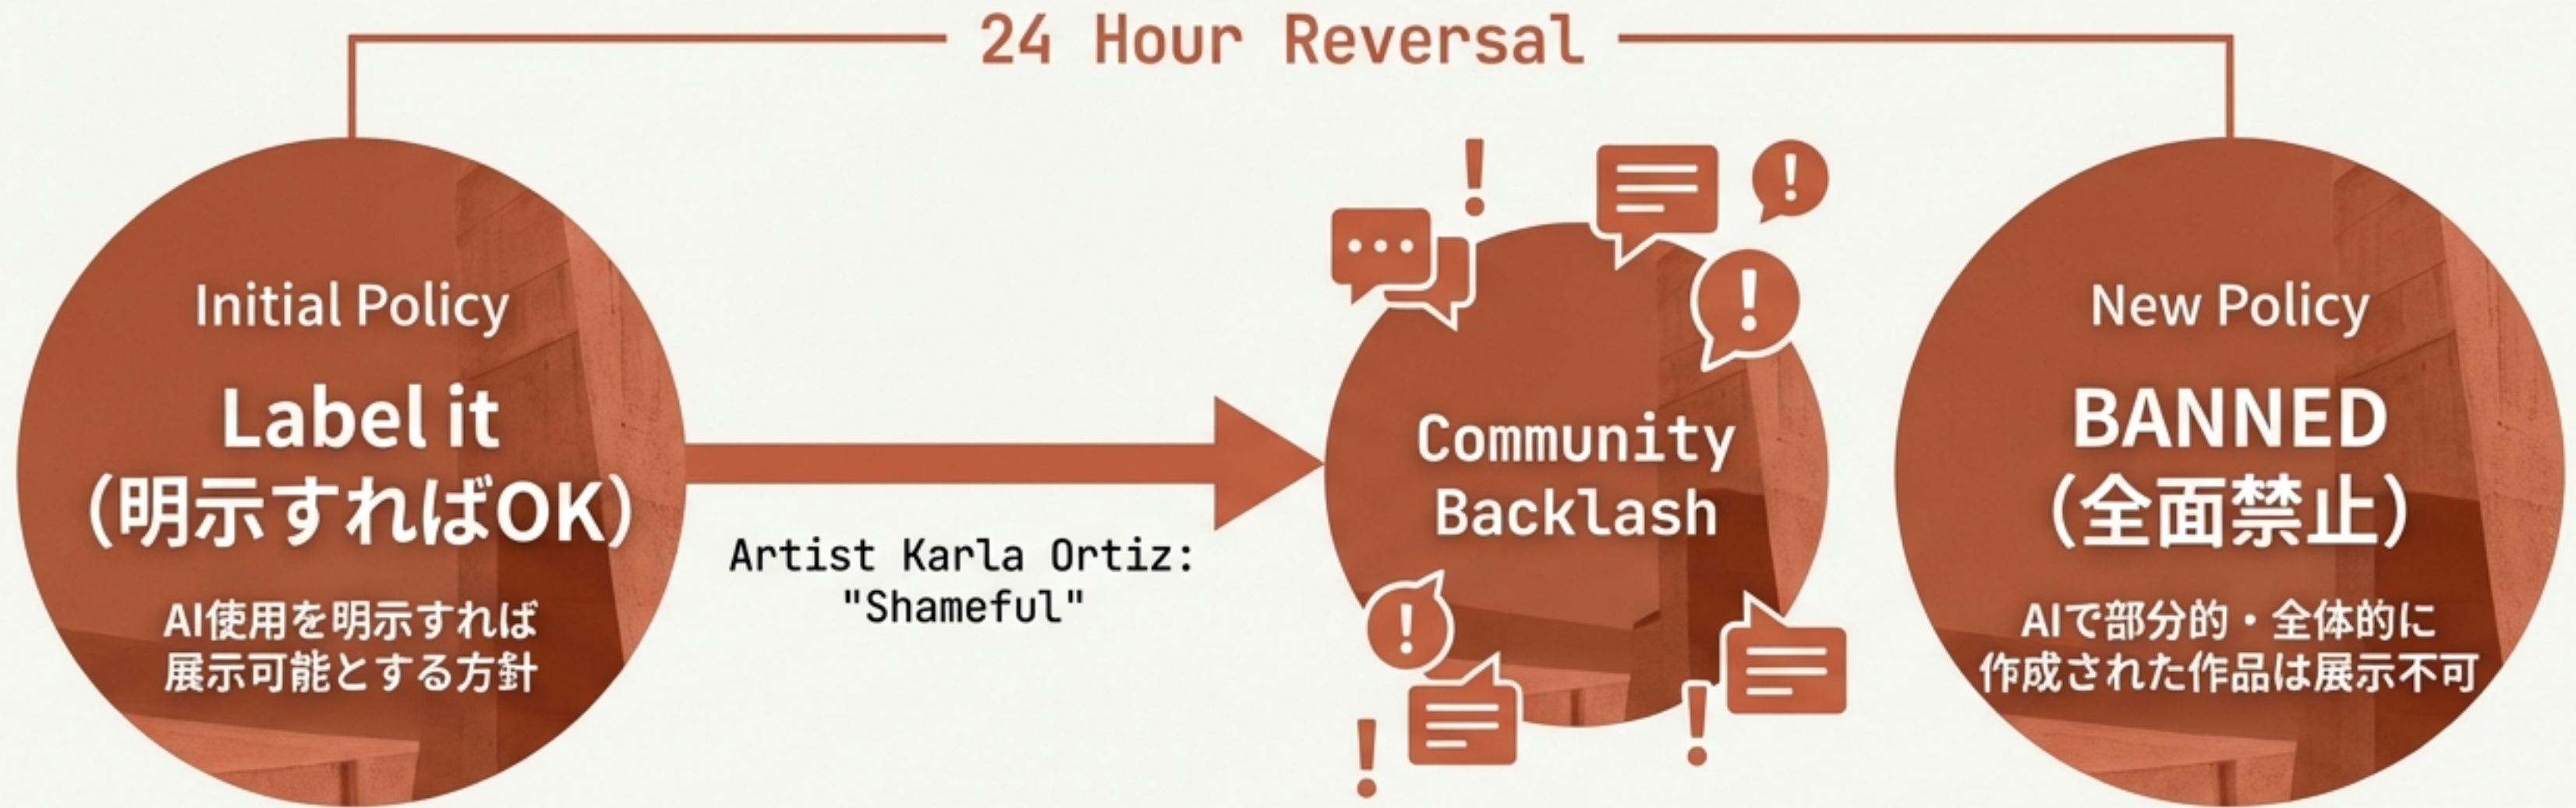 24 Hour Reversal
Initial Policy
Label it
(明示すればOK)
AI使用を明示すれば
展示可能とする方針
Artist Karla Ortiz:
"Shameful"
Community
Backlash
New Policy
BANNED
(全面禁止)
AIで部分的・全体的に
作成された作品は展示不可